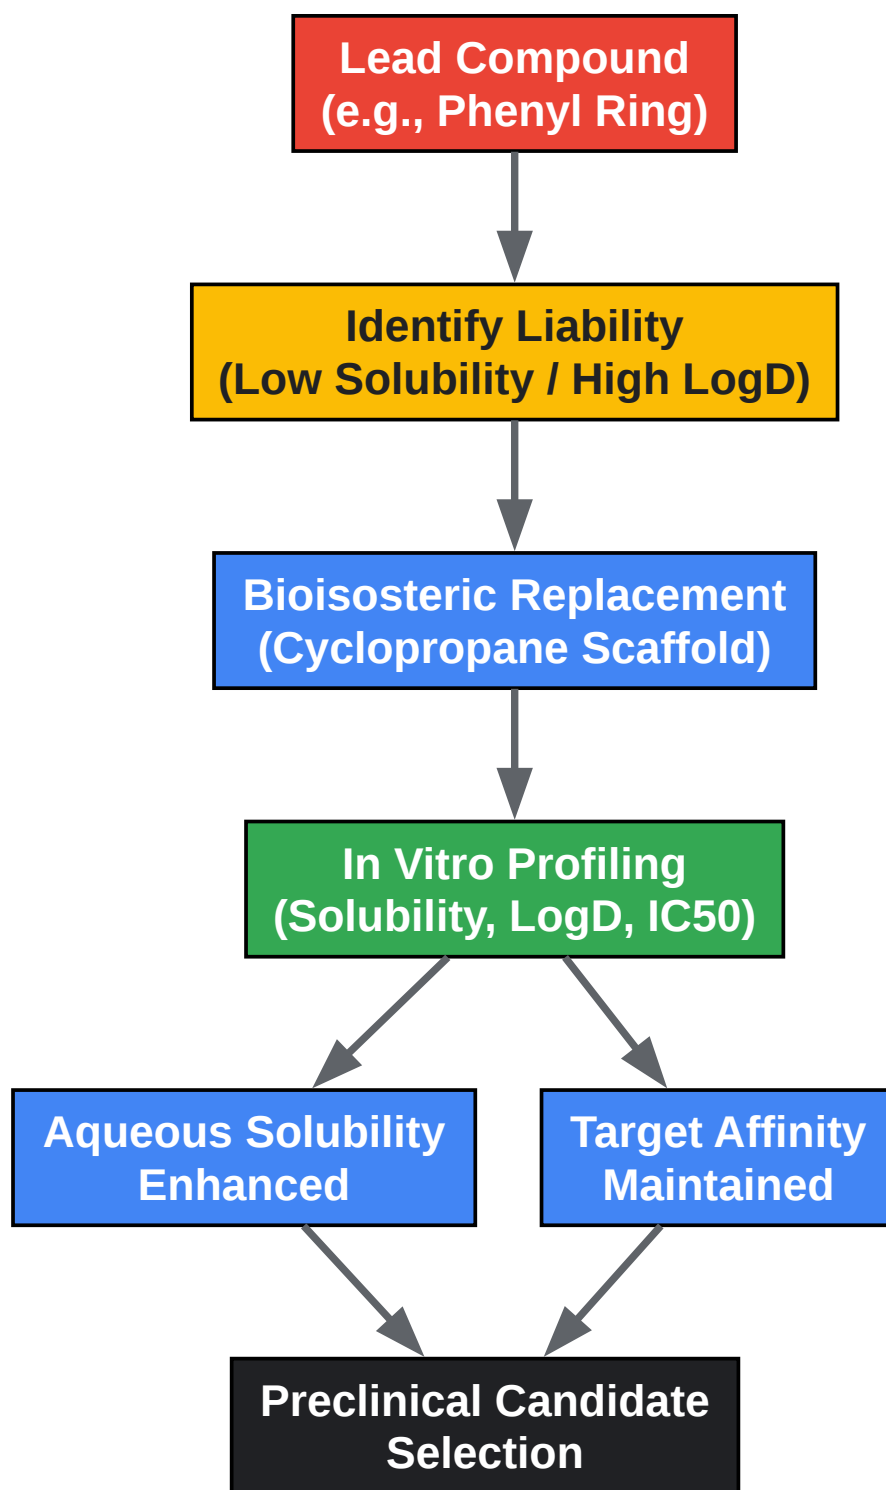 Lead Compound
(e.g., Phenyl Ring)
Identify Liability
(Low Solubility / High LogD)
Bioisosteric Replacement
(Cyclopropane Scaffold)
In Vitro Profiling
(Solubility, LogD, IC50)
Aqueous Solubility
Enhanced
Target Affinity
Maintained
Preclinical Candidate
Selection